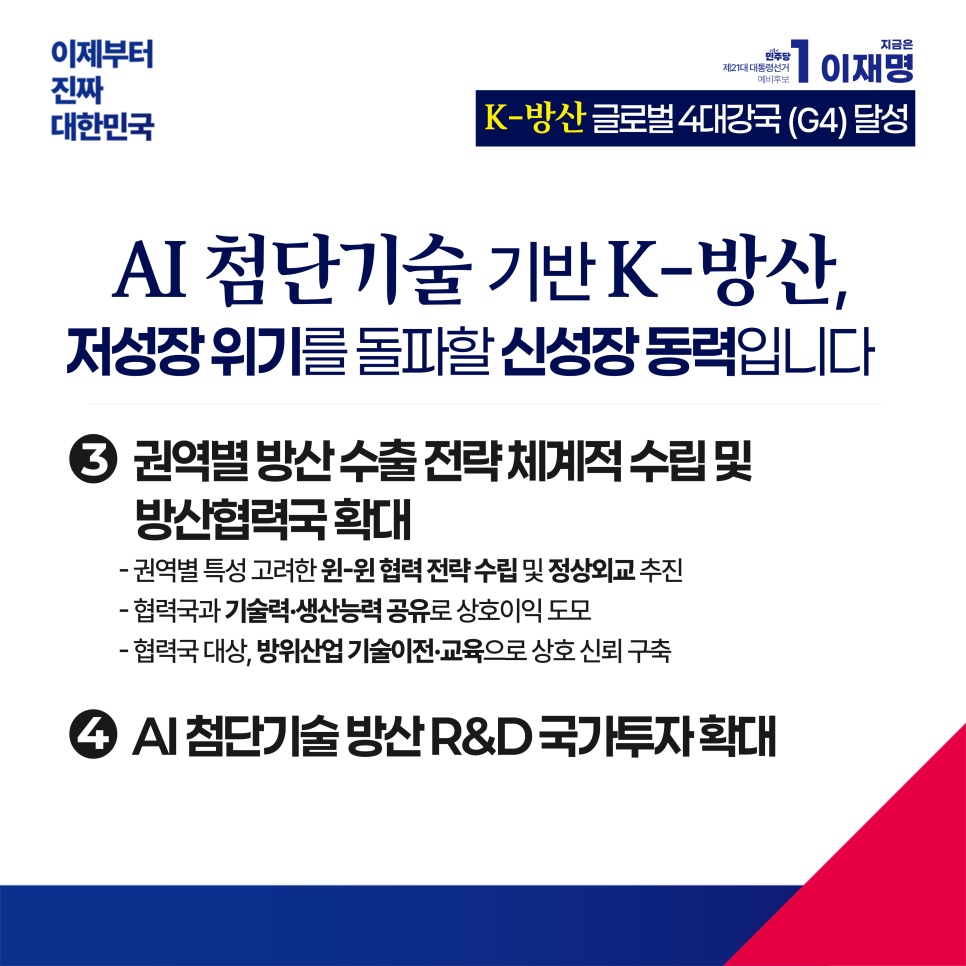 이제부터
진짜
대한민국
민주당
제21대 대통령선거
예비후보
1
지금은
이재명
K-방산 글로벌 4대강국 (G4) 달성
AI 첨단기술 기반 K-방산,
저성장 위기를 돌파할 신성장 동력입니다
3 권역별 방산 수출 전략 체계적 수립 및
방산협력국 확대
- 권역별 특성 고려한 윈-윈 협력 전략 수립 및 정상외교 추진
- 협력국과 기술력·생산능력 공유로 상호이익 도모
- 협력국 대상, 방위산업 기술이전·교육으로 상호 신뢰 구축
4 AI 첨단기술 방산 R&D 국가투자 확대